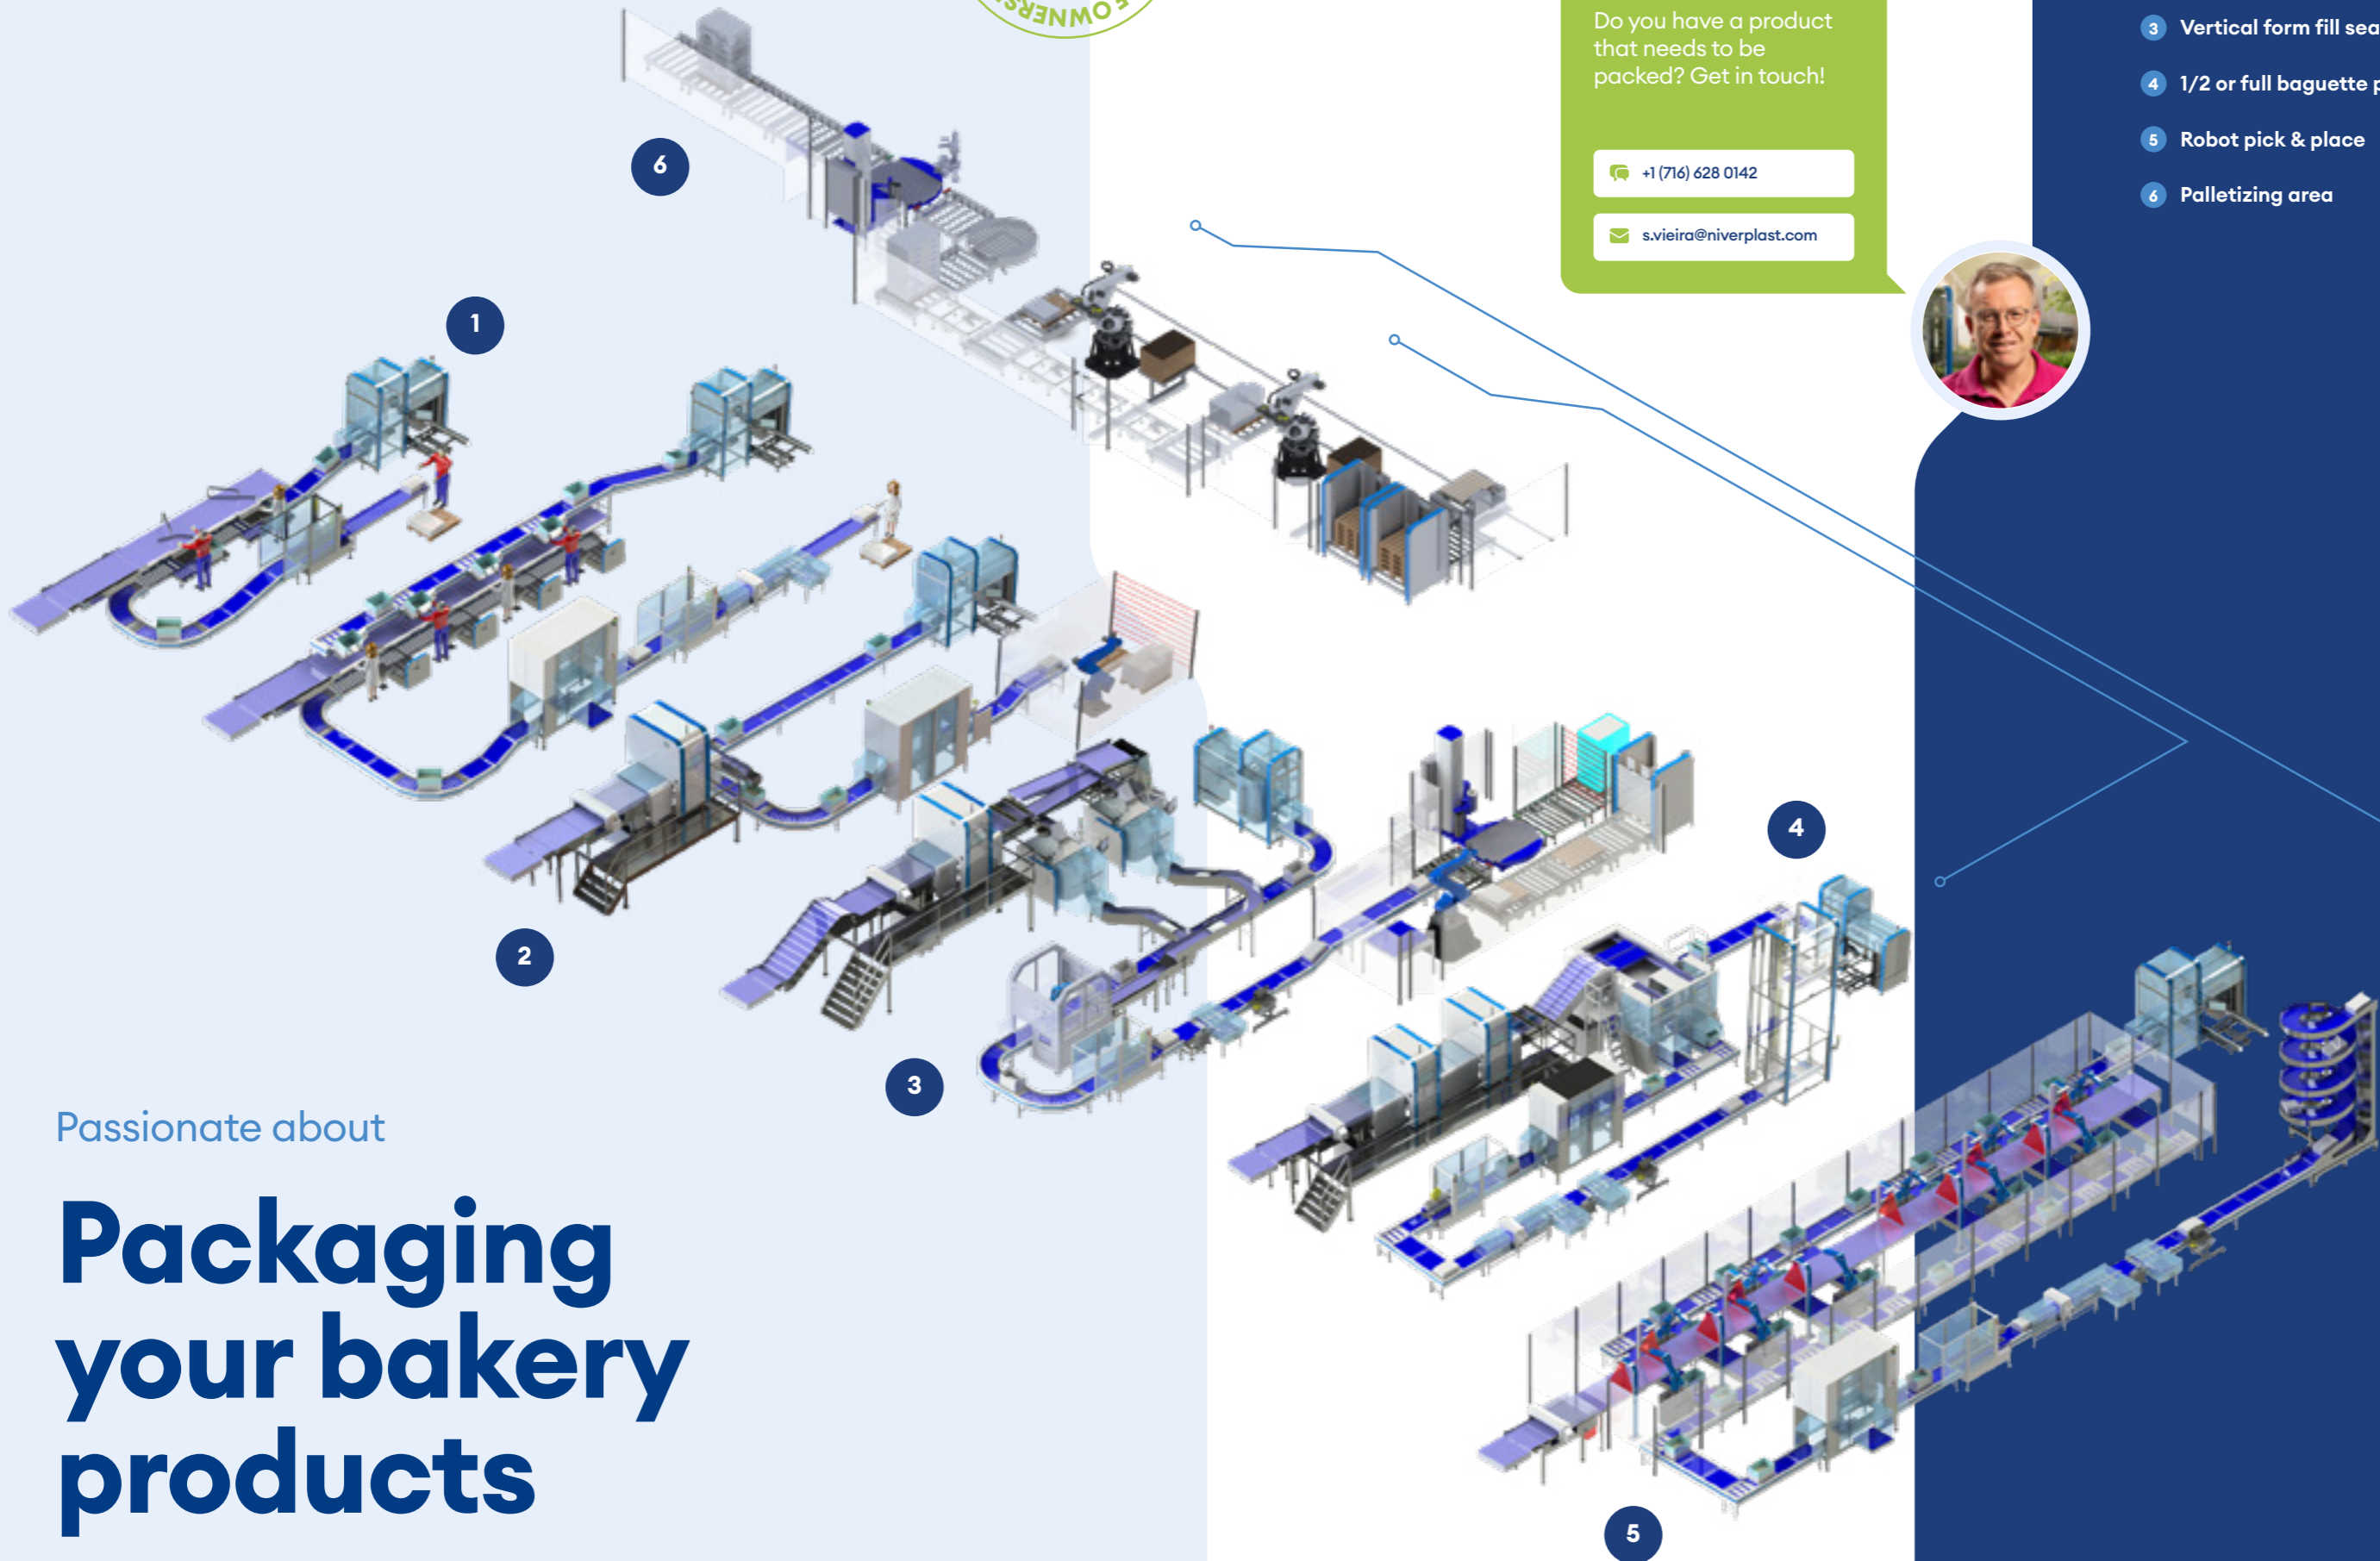 OWNERS
Do you have a product
that needs to be
packed? Get in touch!
+1 (716) 628 0142
s.vieira@niverplast.com
3 Vertical form fill sea
4 1/2 or full baguette p
5 Robot pick & place
6 Palletizing area
6
1
4
2
3
5
Passionate about
Packaging
your bakery
products